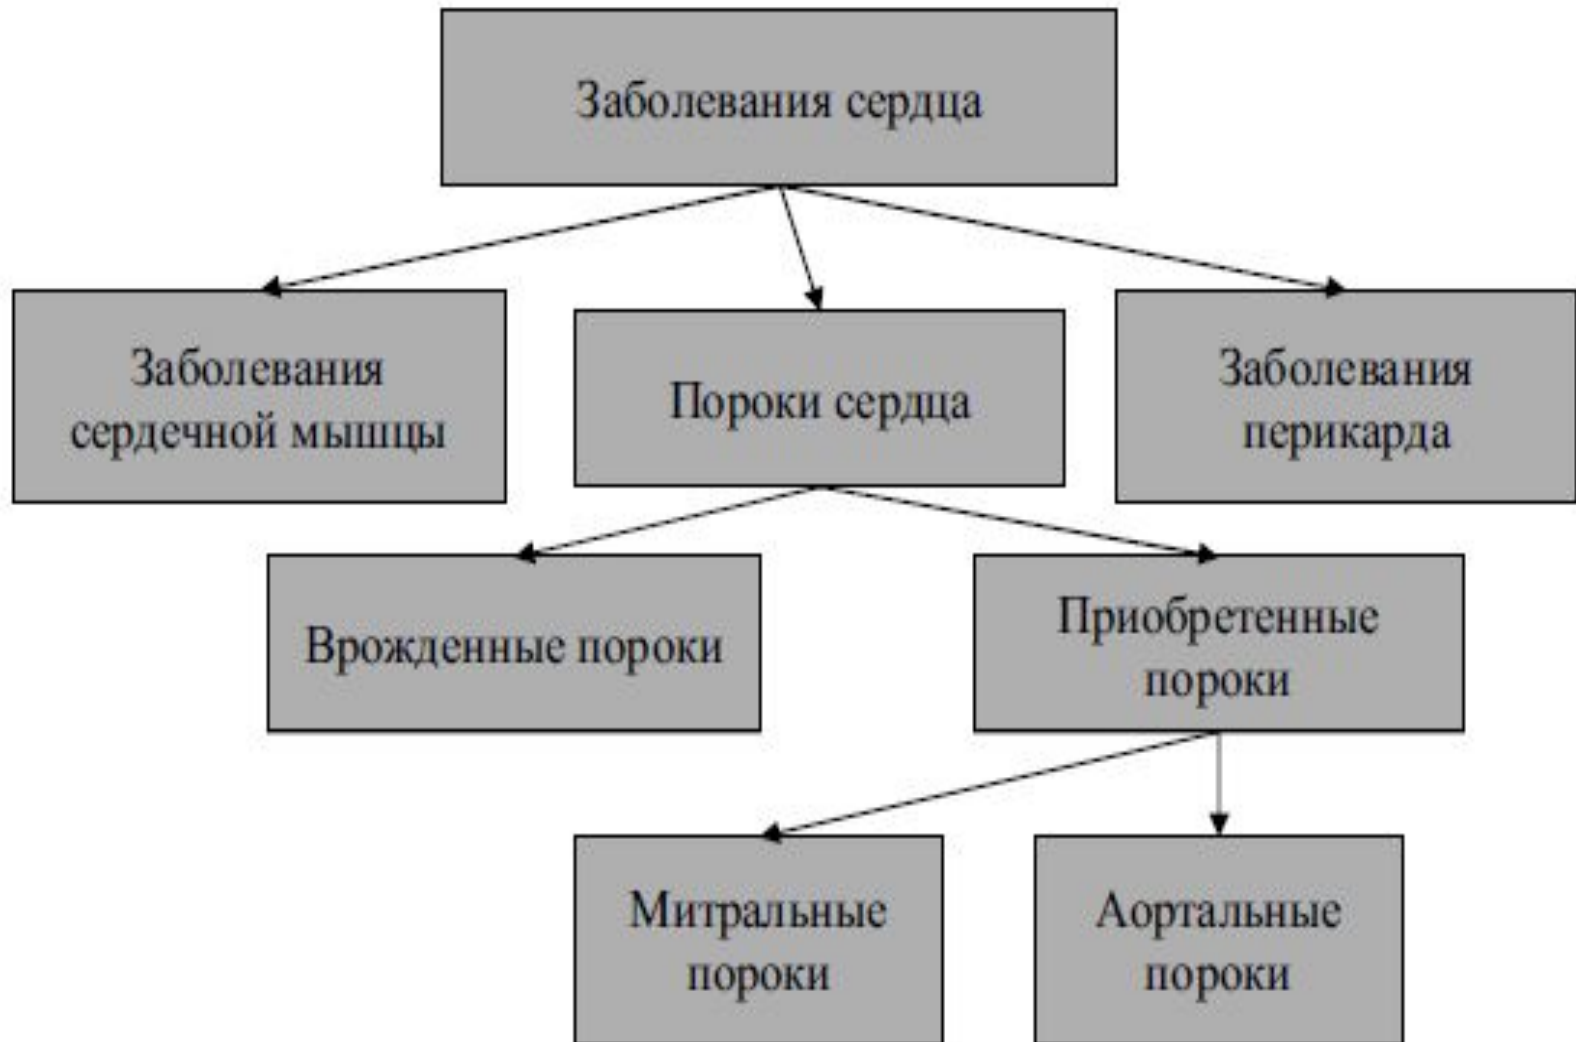 Заболевания сердца
Заболевания
сердечной мышцы
Пороки сердца
Заболевания
перикарда
Врожденные пороки
Приобретенные
пороки
Митральные
пороки
Аортальные
пороки